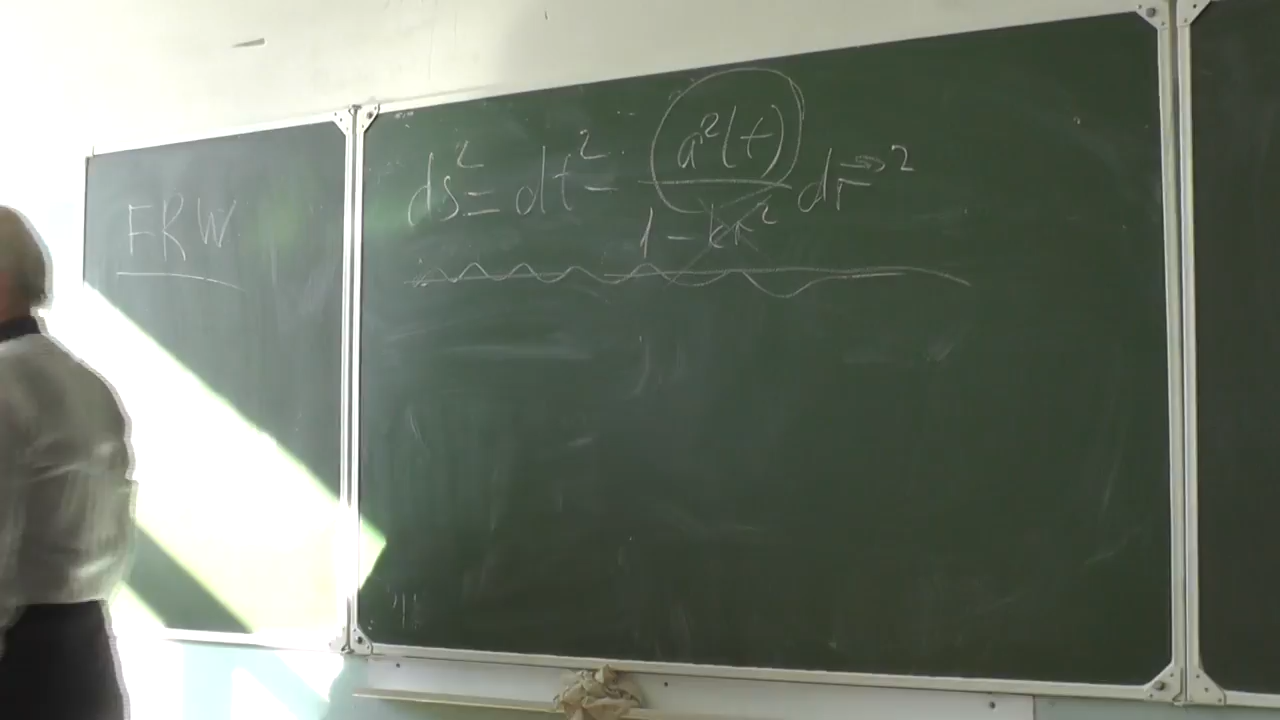 FRW
ds² = dt² - a²(t) / (1 - kr²) dr⃗²